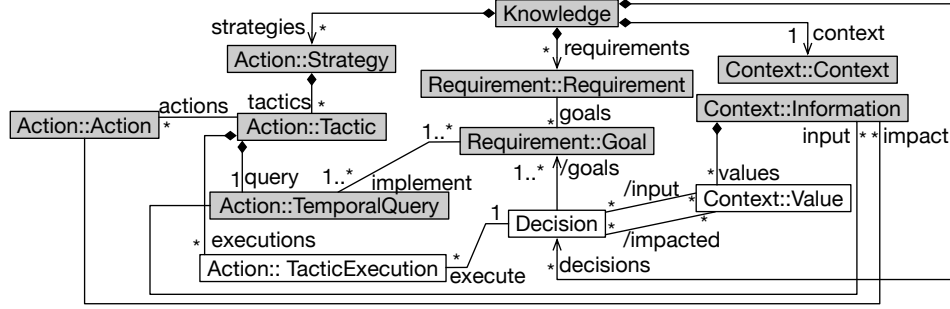 Knowledge
strategies *
* requirements
1 context
Action::Strategy
Context::Context
Requirement::Requirement
actions
tactics *
* goals
Context::Information
Action::Action
*
Action::Tactic
1..*
Requirement::Goal
input * * impact
1 query
1..*
implement
1..* /goals
* values
/input
Action::TemporalQuery
1
Decision
* *
Context::Value
* *
/impacted
* executions
Action:: TacticExecution
*
execute
* decisions